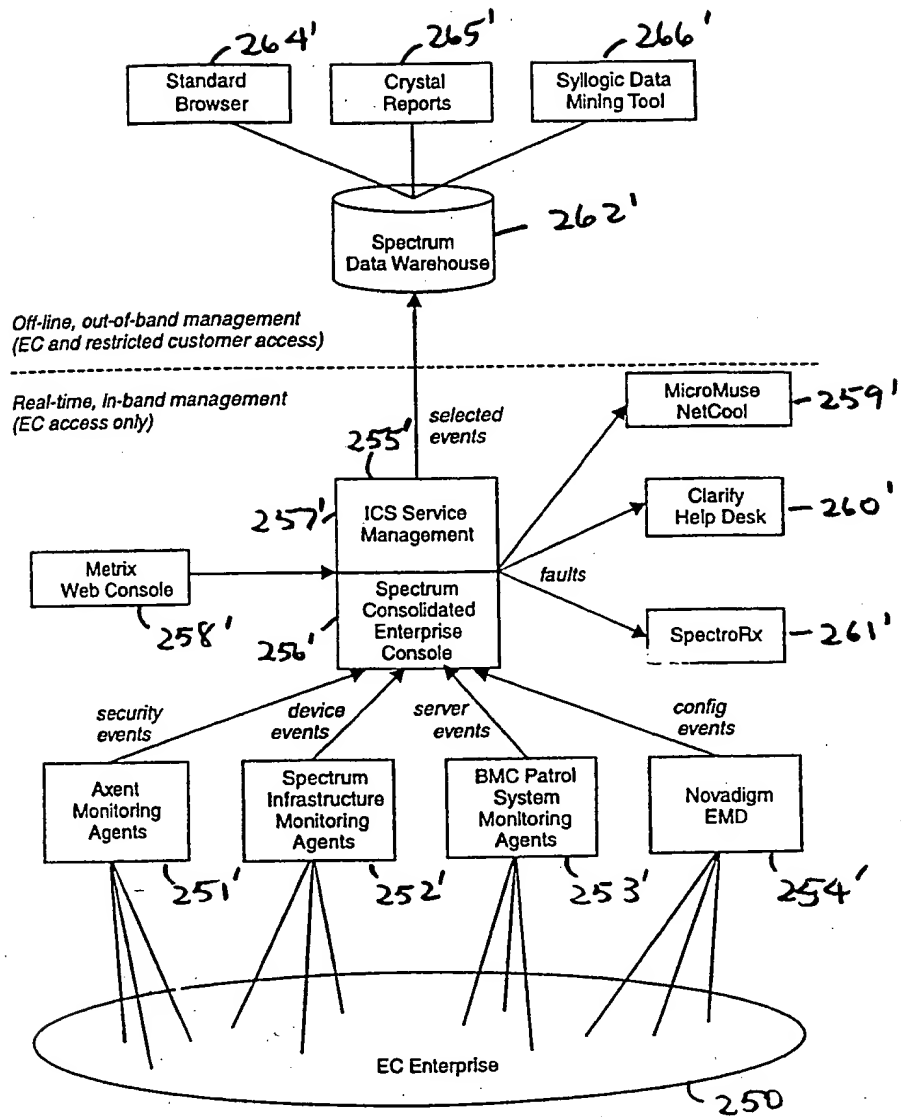 264'
265'
266'
Standard
Browser
Crystal
Reports
Syllogic Data
Mining Tool
262'
Spectrum
Data Warehouse
Off-line, out-of-band management
(EC and restricted customer access)
Real-time, in-band management
(EC access only)
selected
events
MicroMuse
NetCool
259'
255'
257'
ICS Service
Management
Clarify
Help Desk
260'
Metrix
Web Console
258'
faults
Spectrum
Consolidated
Enterprise
Console
256'
SpectroRx
261'
security
events
device
events
server
events
config
events
Axent
Monitoring
Agents
Spectrum
Infrastructure
Monitoring
Agents
BMC Patrol
System
Monitoring
Agents
Novadigm
EMD
251'
252'
253'
254'
EC Enterprise
250